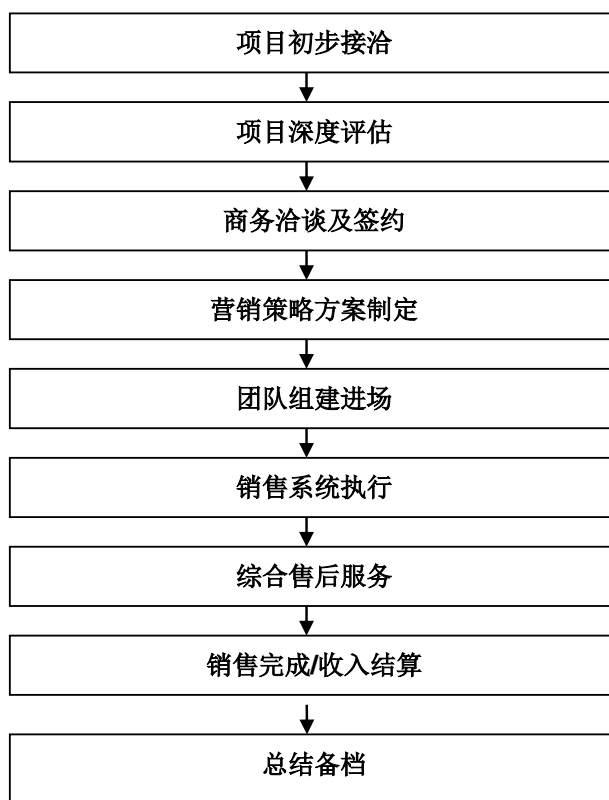 项目初步接洽
项目深度评估
商务洽谈及签约
营销策略方案制定
团队组建进场
销售系统执行
综合售后服务
销售完成/收入结算
总结备档